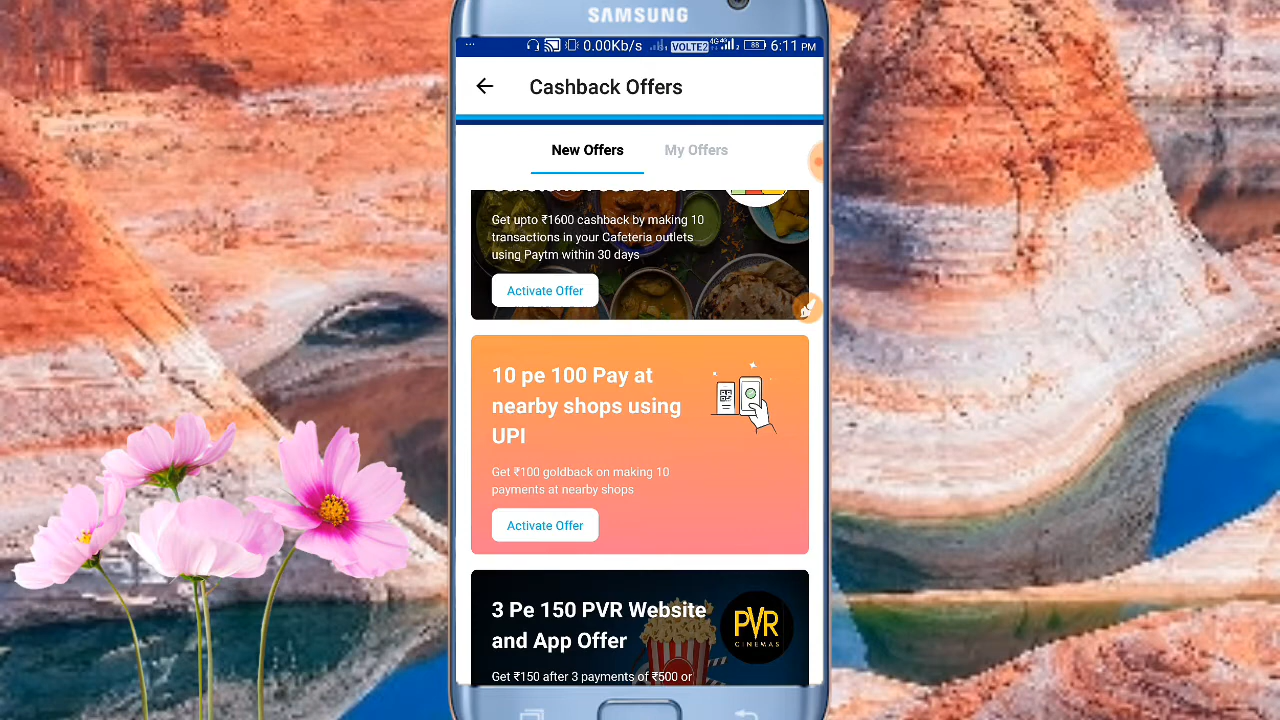 SAMSUNG
0.00Kb/s VOLTE2 4G 4G 88 6:11 PM
Cashback Offers
New Offers My Offers
Get upto ₹1600 cashback by making 10
transactions in your Cafeteria outlets
using Paytm within 30 days
Activate Offer
10 pe 100 Pay at
nearby shops using
UPI
Get ₹100 goldback on making 10
payments at nearby shops
Activate Offer
3 Pe 150 PVR Website
and App Offer
PVR
CINEMAS
Get ₹150 after 3 payments of ₹500 or